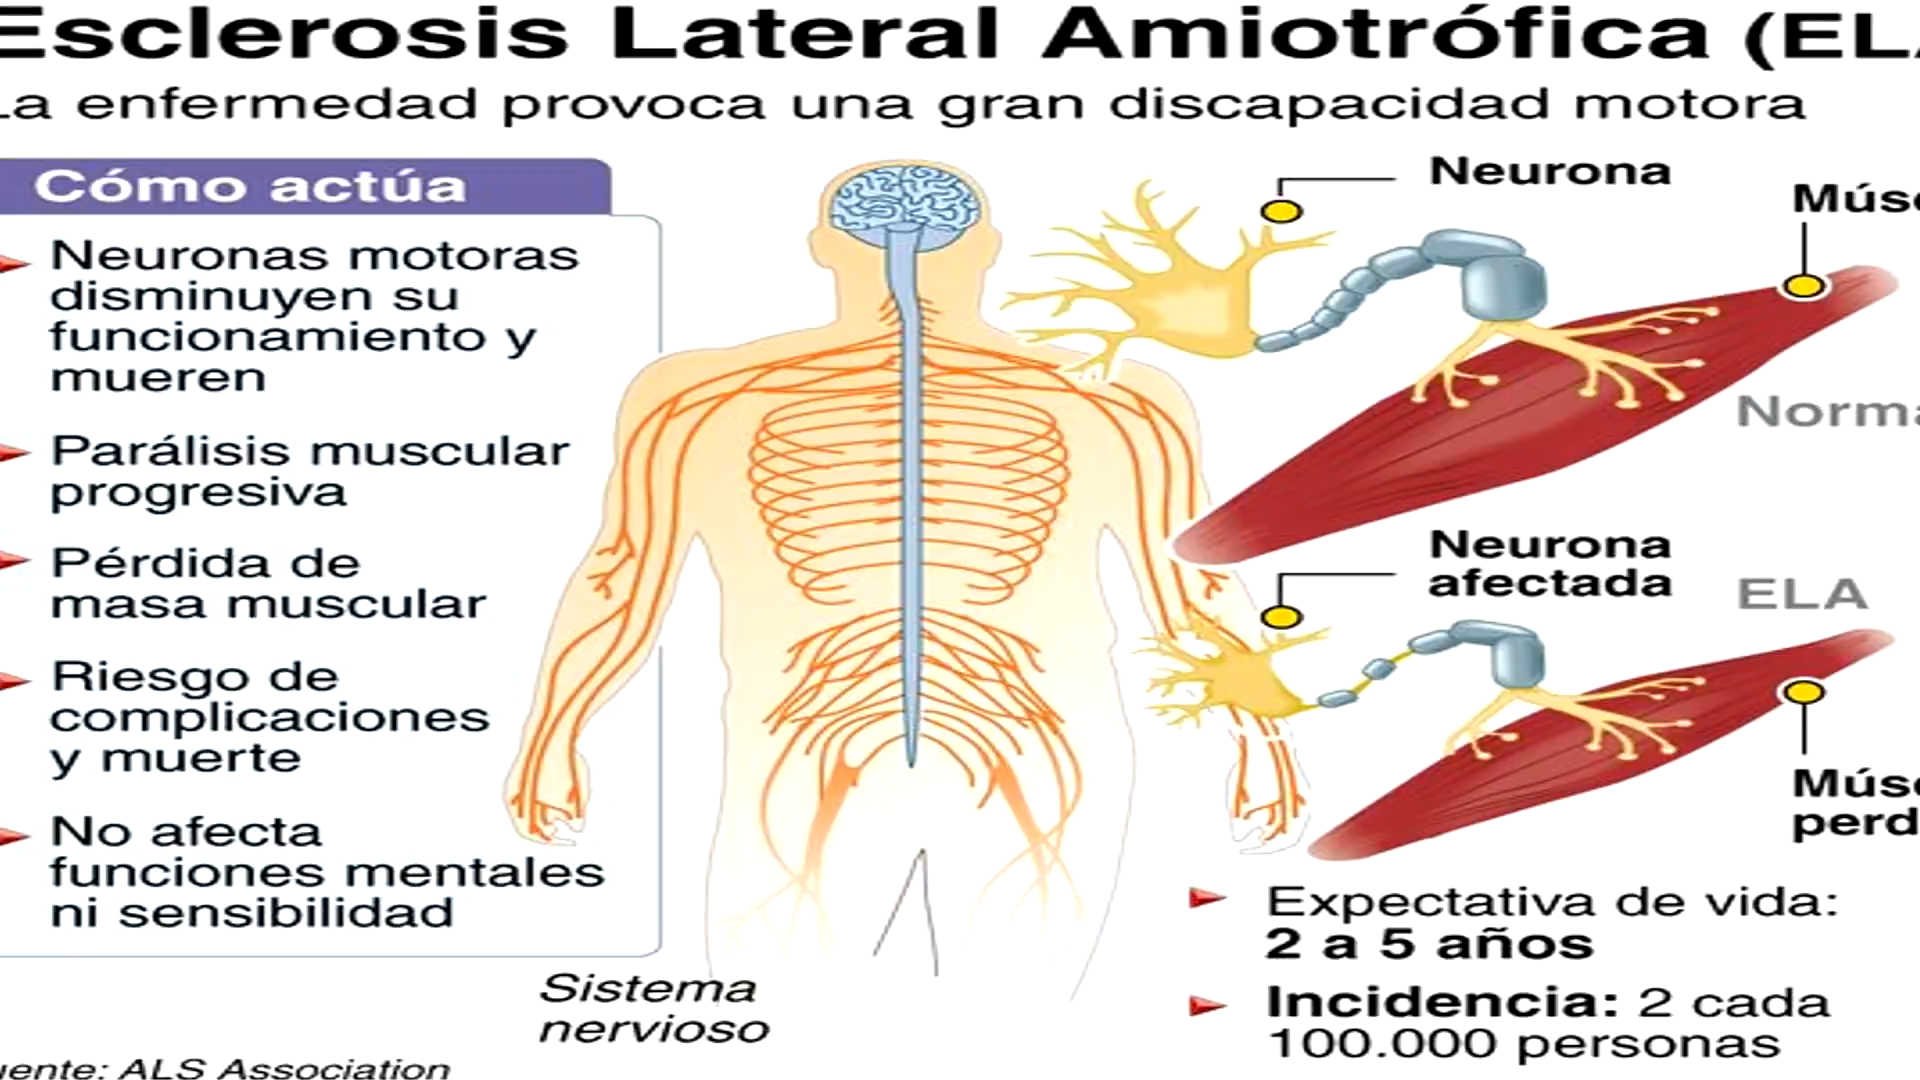 Esclerosis Lateral Amiotrófica (EL
La enfermedad provoca una gran discapacidad motora
Cómo actúa
Neuronas motoras
disminuyen su
funcionamiento y
mueren
Parálisis muscular
progresiva
Pérdida de
masa muscular
Riesgo de
complicaciones
y muerte
No afecta
funciones mentales
ni sensibilidad
Sistema
nervioso
uente: ALS Association
Neurona
Músc
Norma
Neurona
afectada
ELA
Músc
perd
Expectativa de vida:
2 a 5 años
Incidencia: 2 cada
100.000 personas